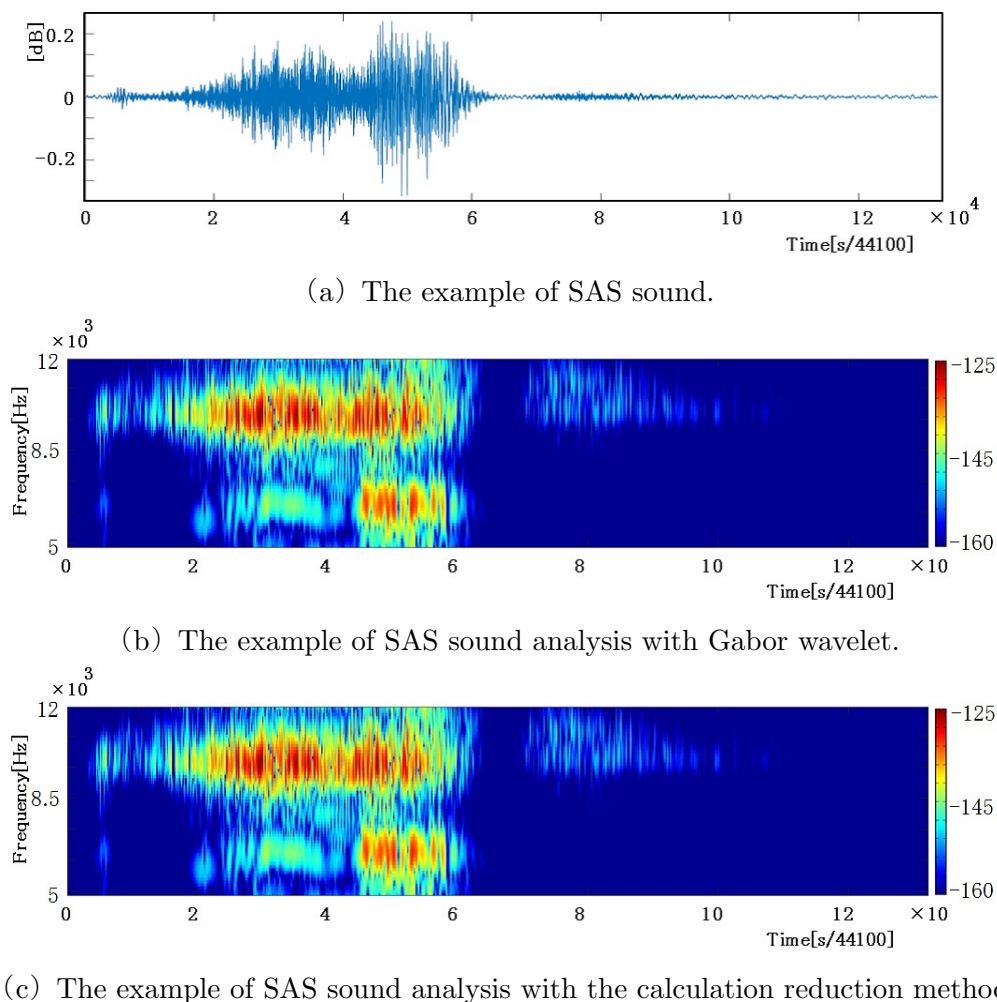 [dB]
0.2
0
−0.2
0 2 4 6 8 10 12 ×10 4
Time[s/44100]
(a) The example of SAS sound.
×10 3
12
8.5
5
Frequency[Hz]
−125
−145
−160
0 2 4 6 8 10 12 ×10
Time[s/44100]
(b) The example of SAS sound analysis with Gabor wavelet.
×10 3
12
8.5
5
Frequency[Hz]
−125
−145
−160
0 2 4 6 8 10 12 ×10
Time[s/44100]
(c) The example of SAS sound analysis with the calculation reduction